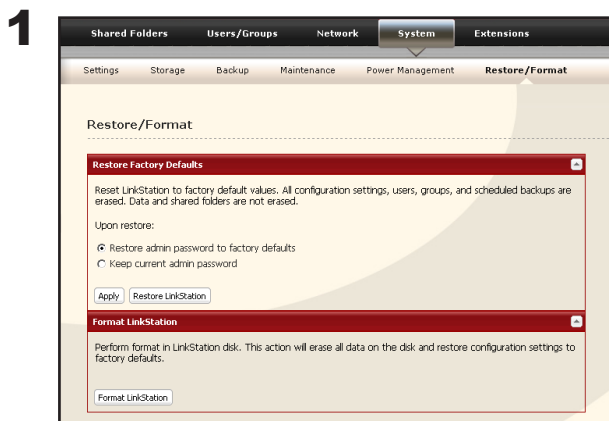 1
Shared Folders Users/Groups Network System Extensions
Settings Storage Backup Maintenance Power Management Restore/Format
Restore/Format
Restore Factory Defaults
Reset LinkStation to factory default values. All configuration settings, users, groups, and scheduled backups are
erased. Data and shared folders are not erased.
Upon restore:
Restore admin password to factory defaults
Keep current admin password
Apply Restore LinkStation
Format LinkStation
Perform format in LinkStation disk. This action will erase all data on the disk and restore configuration settings to
factory defaults.
Format LinkStation